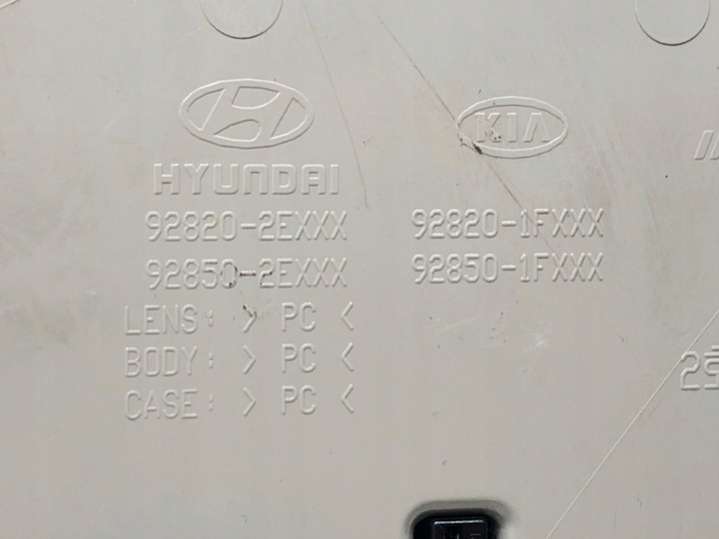 HYUNDAI KIA
92820-2EXXX 92820-1FXXX
92850-2EXXX 92850-1FXXX
LENS: > PC <
BODY: > PC <
CASE: > PC <